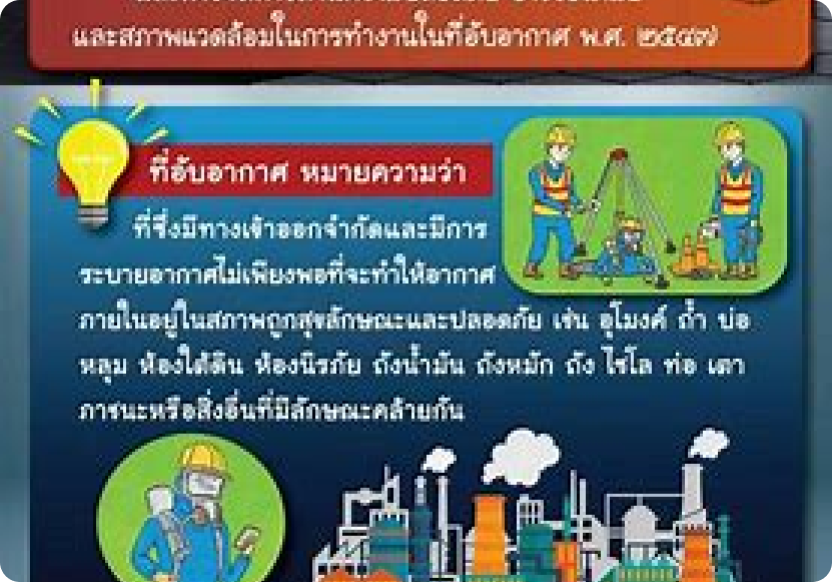 และสภาพแวดล้อมในการทำงานในที่อับอากาศ พ.ศ. ๒๕๔๗
ที่อับอากาศ หมายความว่า
ที่ซึ่งมีทางเข้าออกจำกัดและมีการ
ระบายอากาศไม่เพียงพอที่จะทำให้อากาศ
ภายในอยู่ในสภาพถูกสุขลักษณะและปลอดภัย เช่น อุโมงค์ ถ้ำ บ่อ
หลุม ห้องใต้ดิน ห้องนิรภัย ถังน้ำมัน ถังหมัก ถัง ไซโล ท่อ เตา
ภาชนะหรือสิ่งอื่นที่มีลักษณะคล้ายกัน